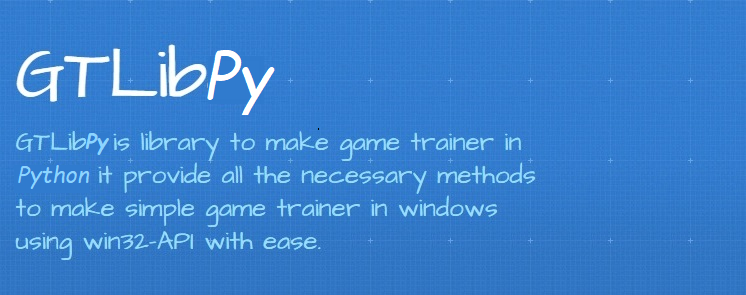 GTLibPy
GTLibPy is library to make game trainer in
Python it provide all the necessary methods
to make simple game trainer in windows
using win32-API with ease.